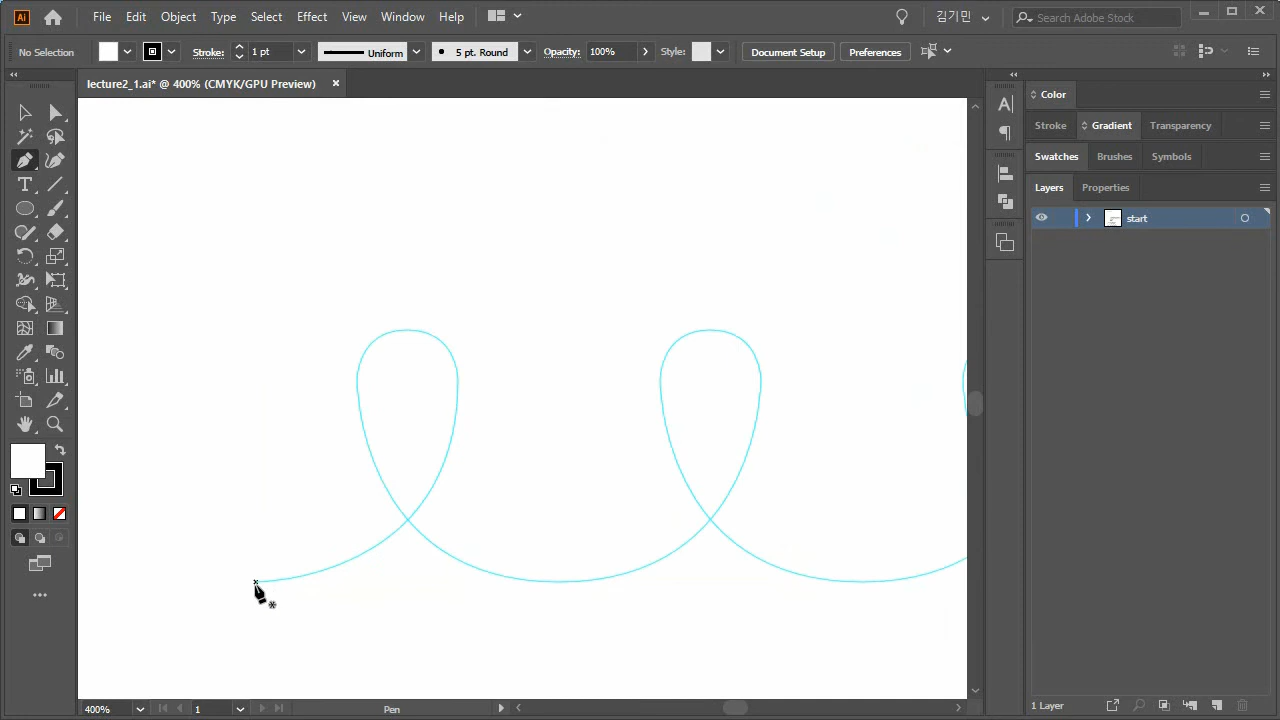 Ai File Edit Object Type Select Effect View Window Help 김기민 Search Adobe Stock
No Selection Stroke: 1 pt Uniform 5 pt. Round Opacity: 100% Style: Document Setup Preferences
lecture2_1.ai* @ 400% (CMYK/GPU Preview) ×
Color
Stroke Gradient Transparency
Swatches Brushes Symbols
Layers Properties
start
1 Layer
400% 1 Pen